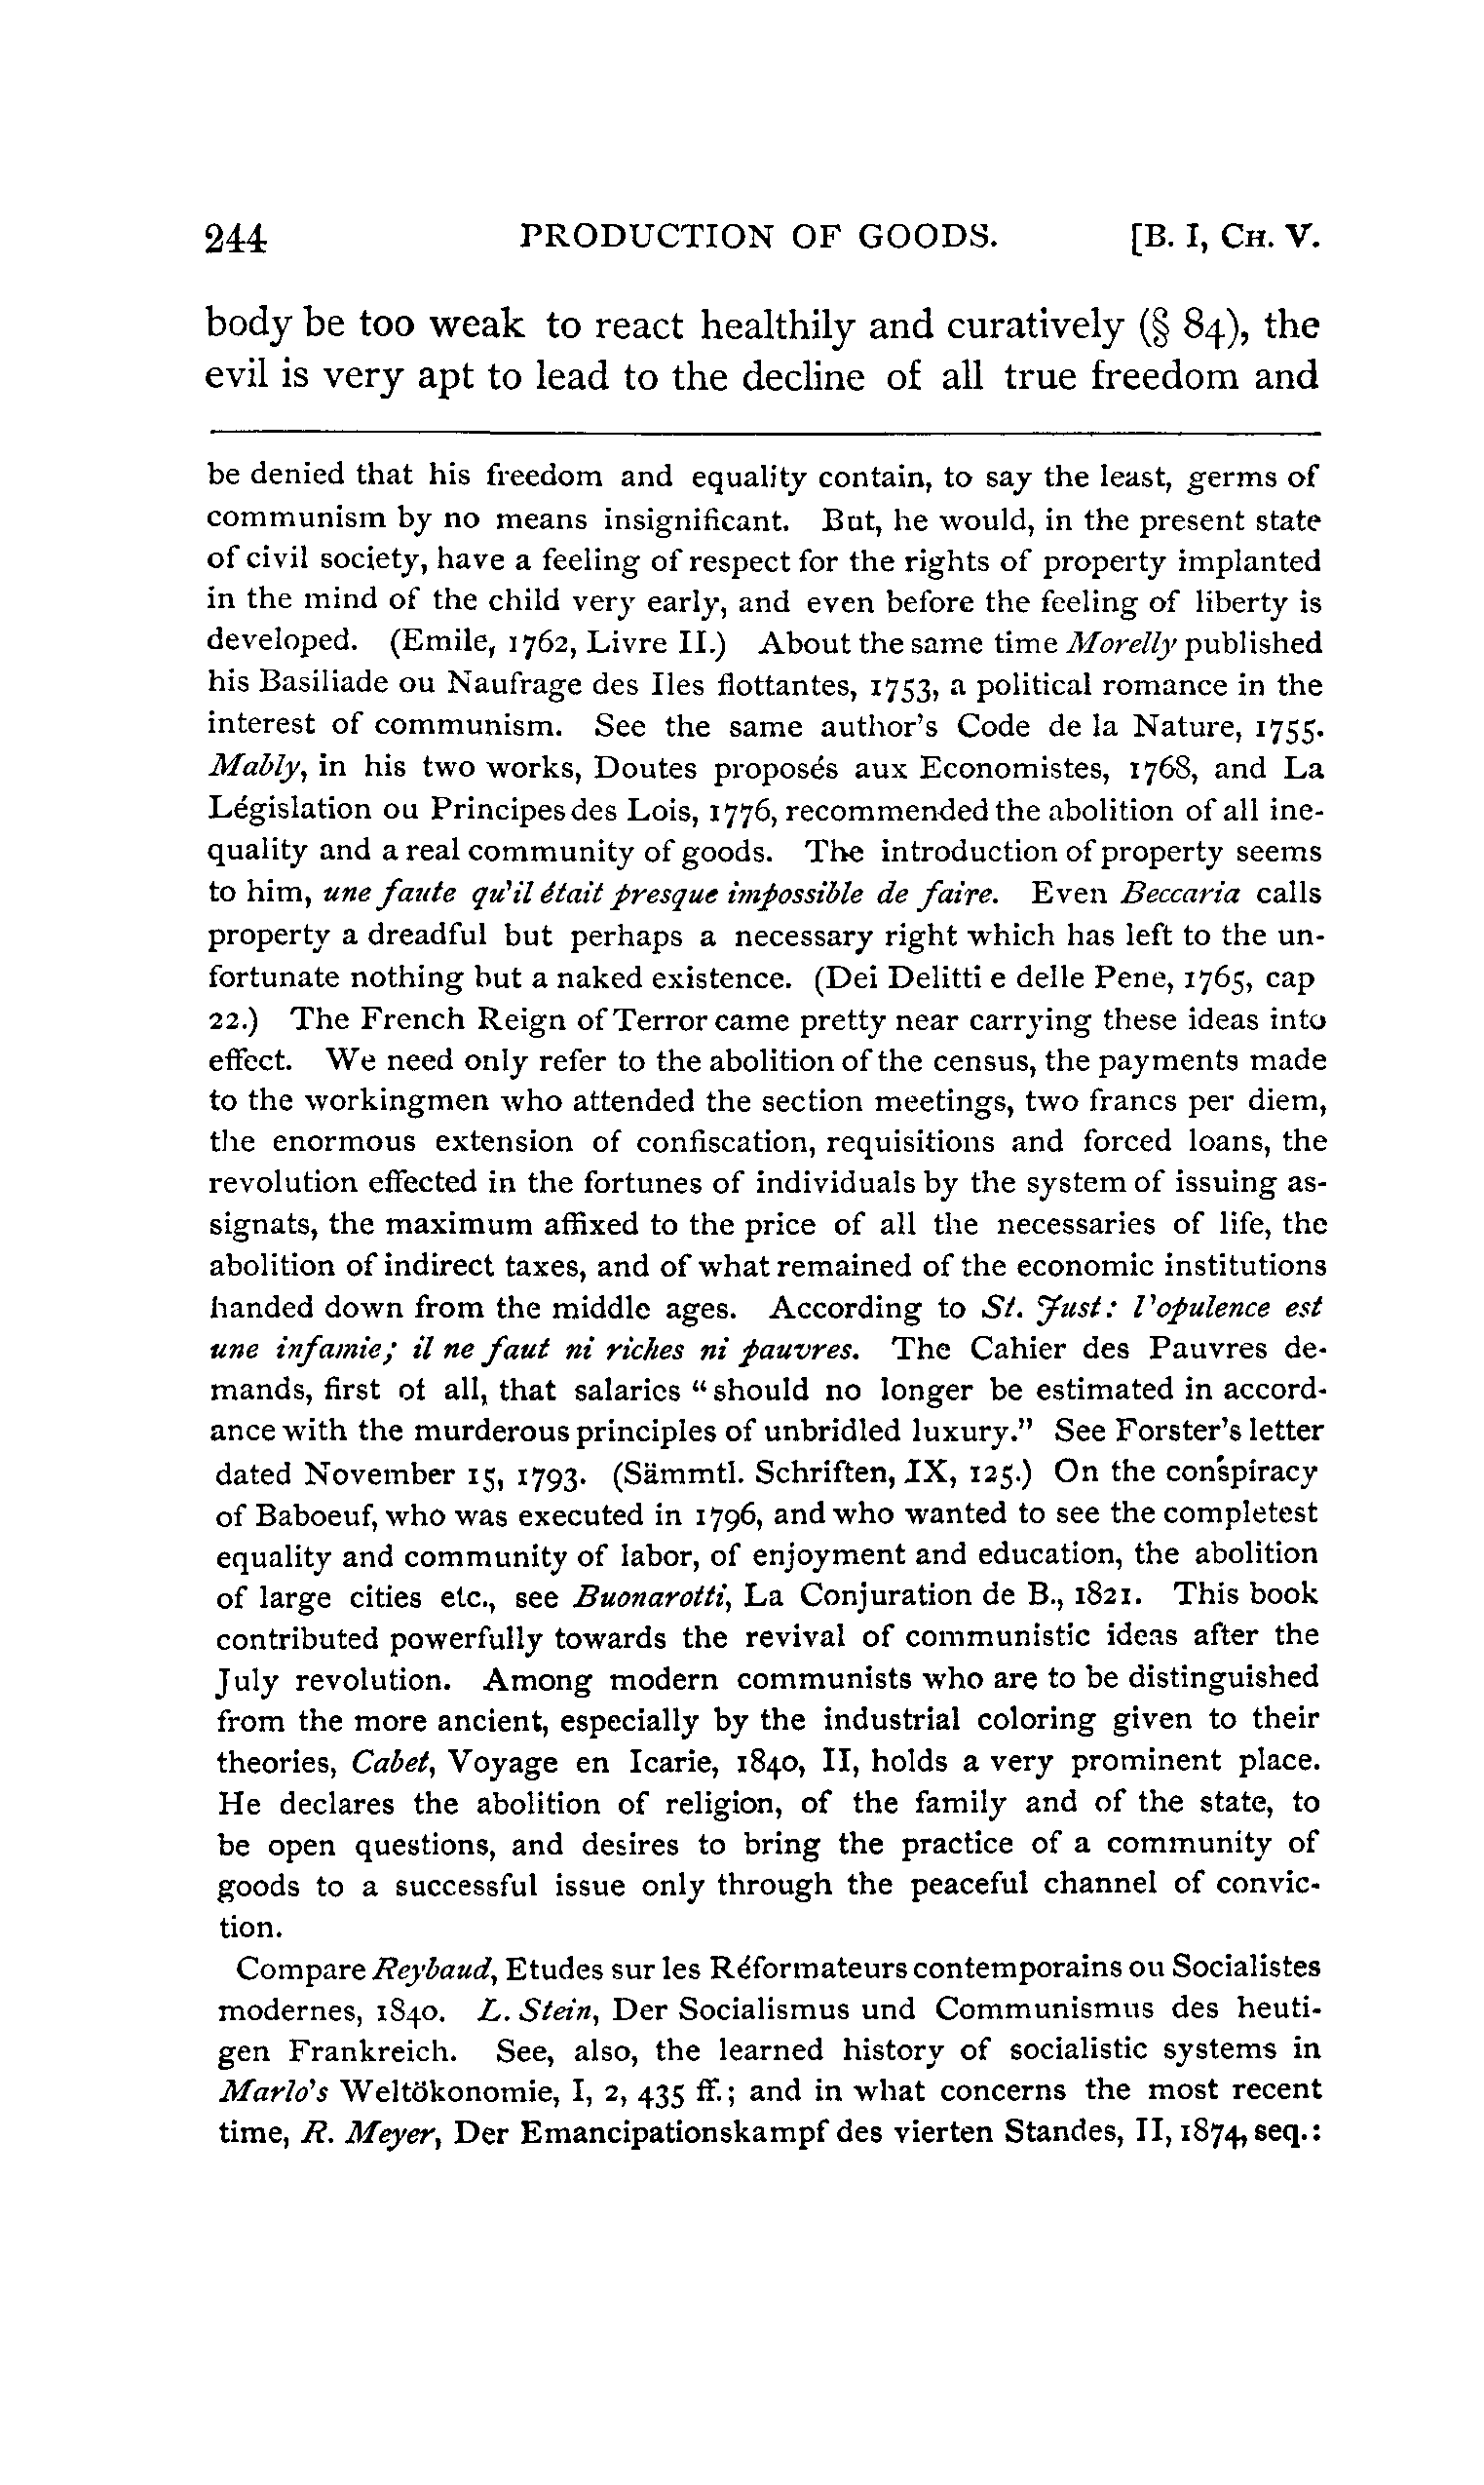 244 PRODUCTION OF GOODS. [B. I, CH. V.
body be too weak to react healthily and curatively (§ 84), the
evil is very apt to lead to the decline of all true freedom and
be denied that his freedom and equality contain, to say the least, germs of
communism by no means insignificant. But, he would, in the present state
of civil society, have a feeling of respect for the rights of property implanted
in the mind of the child very early, and even before the feeling of liberty is
developed. (Emile, 1762, Livre II.) About the same time Morelly published
his Basiliade ou Naufrage des Iles flottantes, 1753, a political romance in the
interest of communism. See the same author's Code de la Nature, 1755.
Mably, in his two works, Doutes proposés aux Economistes, 1768, and La
Législation ou Principes des Lois, 1776, recommended the abolition of all ine-
quality and a real community of goods. The introduction of property seems
to him, une faute qu'il était presque impossible de faire. Even Beccaria calls
property a dreadful but perhaps a necessary right which has left to the un-
fortunate nothing but a naked existence. (Dei Delitti e delle Pene, 1765, cap
22.) The French Reign of Terror came pretty near carrying these ideas into
effect. We need only refer to the abolition of the census, the payments made
to the workingmen who attended the section meetings, two francs per diem,
the enormous extension of confiscation, requisitions and forced loans, the
revolution effected in the fortunes of individuals by the system of issuing as-
signats, the maximum affixed to the price of all the necessaries of life, the
abolition of indirect taxes, and of what remained of the economic institutions
handed down from the middle ages. According to St. Just: l'opulence est
une infamie; il ne faut ni riches ni pauvres. The Cahier des Pauvres de-
mands, first of all, that salaries "should no longer be estimated in accord-
ance with the murderous principles of unbridled luxury." See Forster's letter
dated November 15, 1793. (Sämmtl. Schriften, IX, 125.) On the conspiracy
of Baboeuf, who was executed in 1796, and who wanted to see the completest
equality and community of labor, of enjoyment and education, the abolition
of large cities etc., see Buonarotti, La Conjuration de B., 1821. This book
contributed powerfully towards the revival of communistic ideas after the
July revolution. Among modern communists who are to be distinguished
from the more ancient, especially by the industrial coloring given to their
theories, Cabet, Voyage en Icarie, 1840, II, holds a very prominent place.
He declares the abolition of religion, of the family and of the state, to
be open questions, and desires to bring the practice of a community of
goods to a successful issue only through the peaceful channel of convic-
tion.
Compare Reybaud, Etudes sur les Réformateurs contemporains ou Socialistes
modernes, 1840. L. Stein, Der Socialismus und Communismus des heuti-
gen Frankreich. See, also, the learned history of socialistic systems in
Marlo's Weltökonomie, I, 2, 435 ff.; and in what concerns the most recent
time, R. Meyer, Der Emancipationskampf des vierten Standes, II, 1874, seq.: